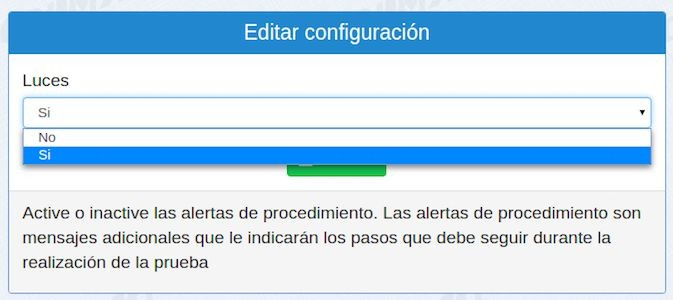 Editar configuración
Luces
Si
No
Si
Active o inactive las alertas de procedimiento. Las alertas de procedimiento son
mensajes adicionales que le indicarán los pasos que debe seguir durante la
realización de la prueba